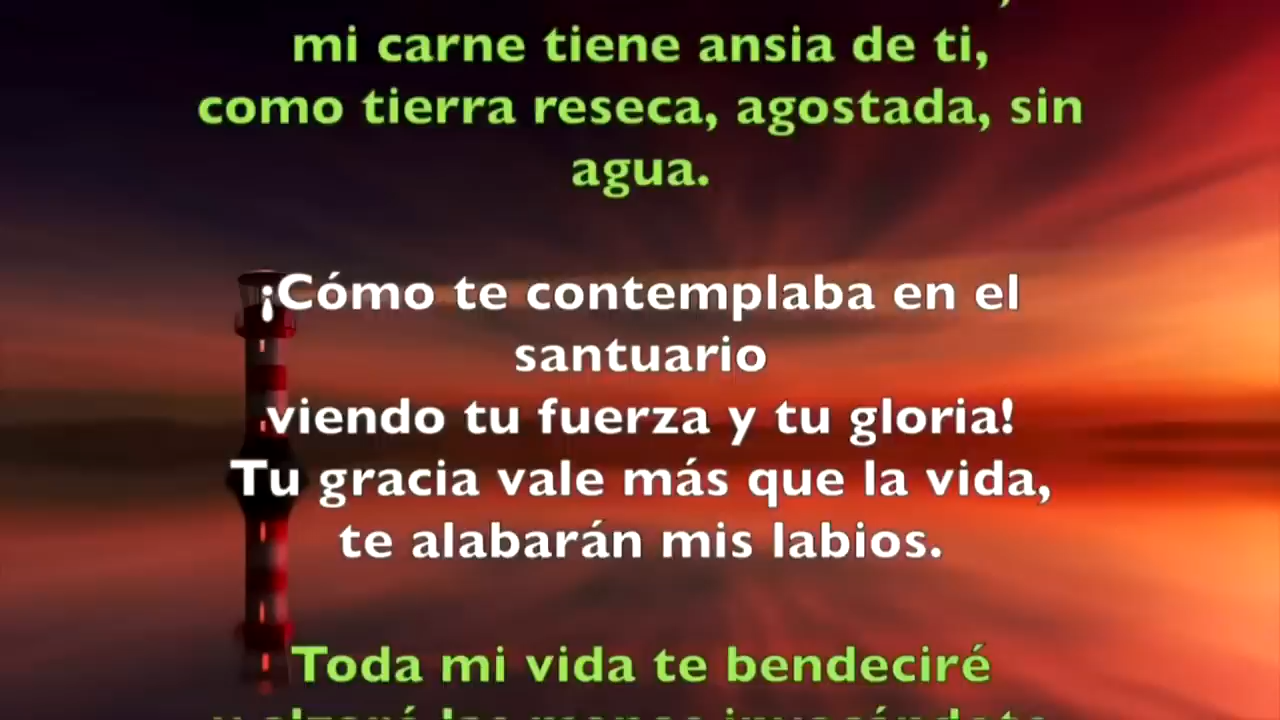 mi carne tiene ansia de ti,
como tierra reseca, agostada, sin
agua.
¡Cómo te contemplaba en el
santuario
viendo tu fuerza y tu gloria!
Tu gracia vale más que la vida,
te alabarán mis labios.
Toda mi vida te bendeciré